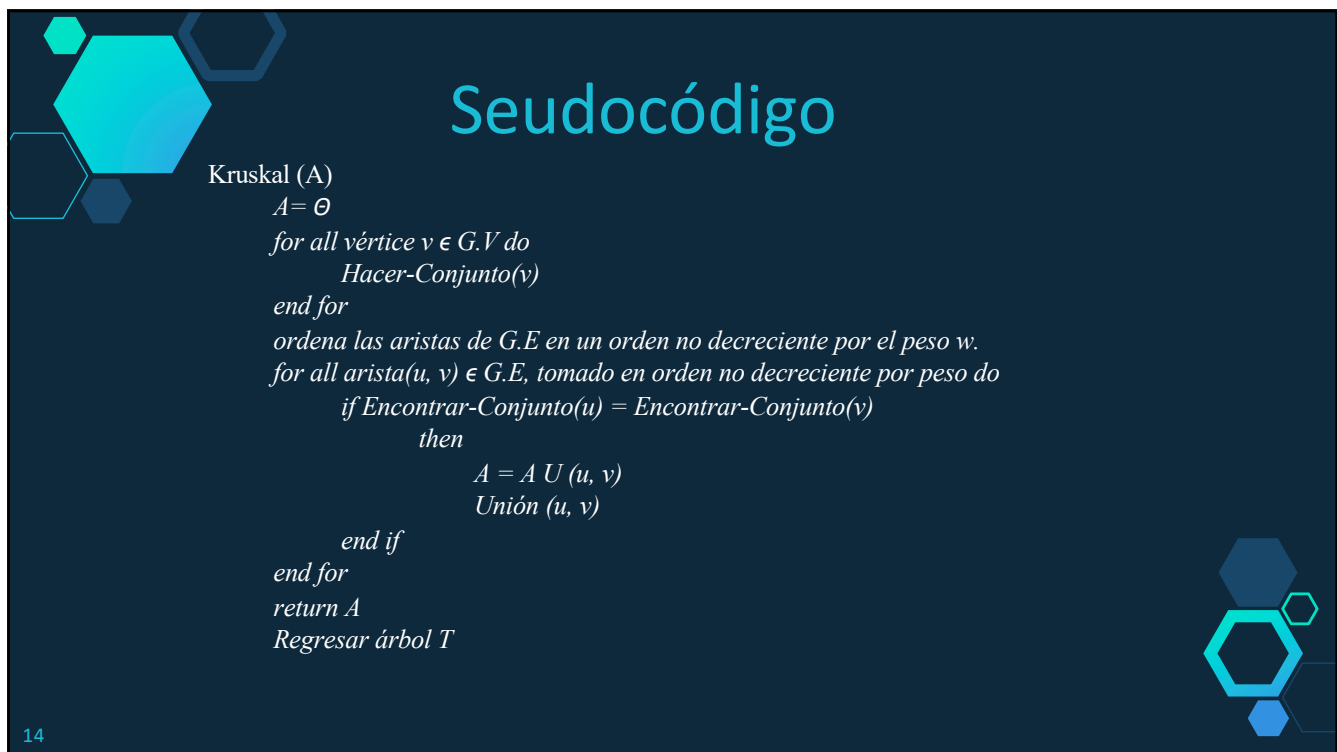 Seudocódigo
Kruskal (A)
A= Θ
for all vértice v ϵ G.V do
Hacer-Conjunto(v)
end for
ordena las aristas de G.E en un orden no decreciente por el peso w.
for all arista(u, v) ϵ G.E, tomado en orden no decreciente por peso do
if Encontrar-Conjunto(u) = Encontrar-Conjunto(v)
then
A = A U (u, v)
Unión (u, v)
end if
end for
return A
Regresar árbol T
14